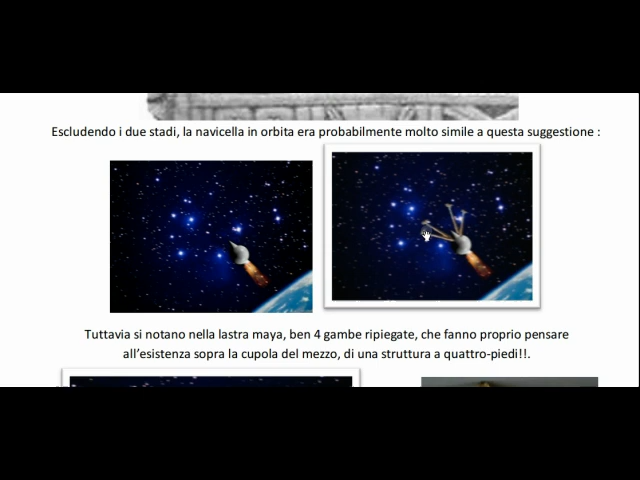 Escludendo i due stadi, la navicella in orbita era probabilmente molto simile a questa suggestione :
Tuttavia si notano nella lastra maya, ben 4 gambe ripiegate, che fanno proprio pensare
all'esistenza sopra la cupola del mezzo, di una struttura a quattro-piedi!!.